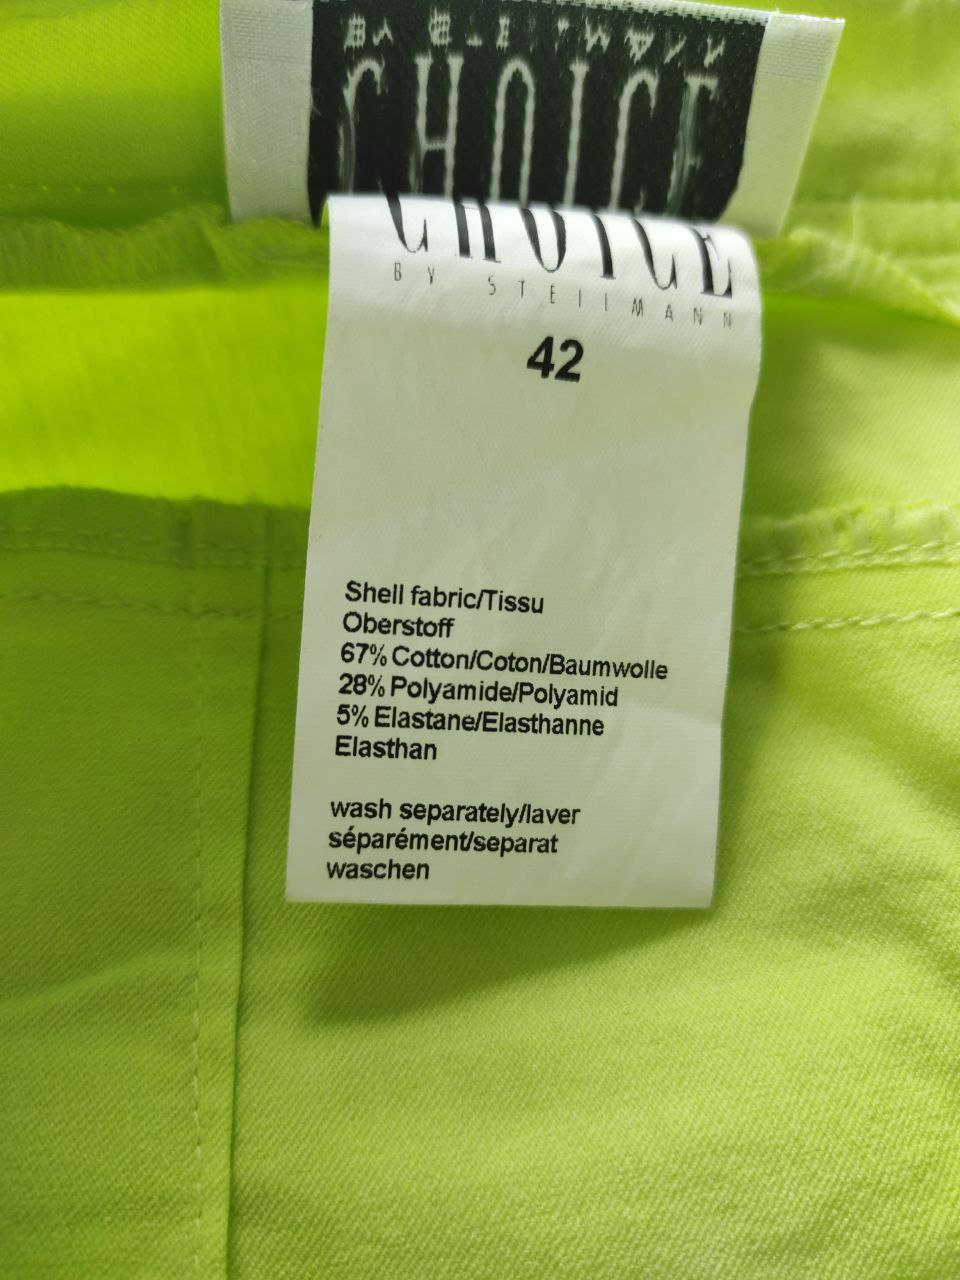 CHOICE
CHOICE
BY STEILMANN
42
Shell fabric/Tissu
Oberstoff
67% Cotton/Coton/Baumwolle
28% Polyamide/Polyamid
5% Elastane/Elasthanne
Elasthan
wash separately/laver
séparément/separat
waschen